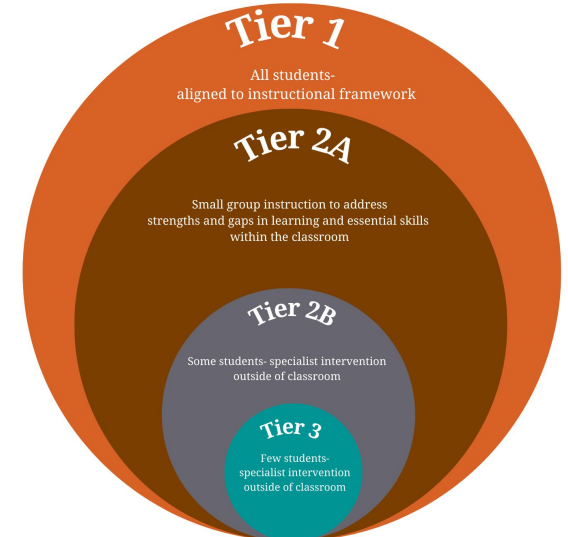 Tier 1
All students-
aligned to instructional framework
Tier 2A
Small group instruction to address
strengths and gaps in learning and essential skills
within the classroom
Tier 2B
Some students- specialist intervention
outside of classroom
Tier 3
Few students-
specialist intervention
outside of classroom